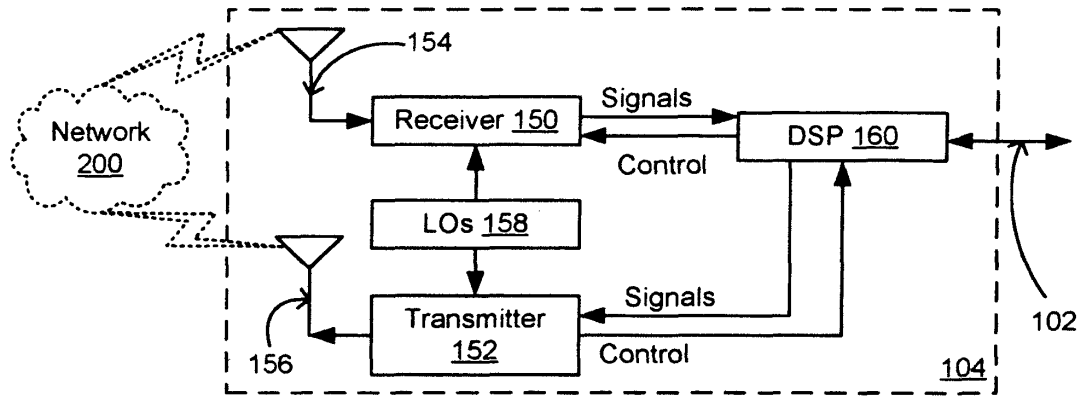 154
Network
200
Receiver 150
Signals
Control
DSP 160
LOs 158
102
Transmitter
152
Signals
Control
156
104